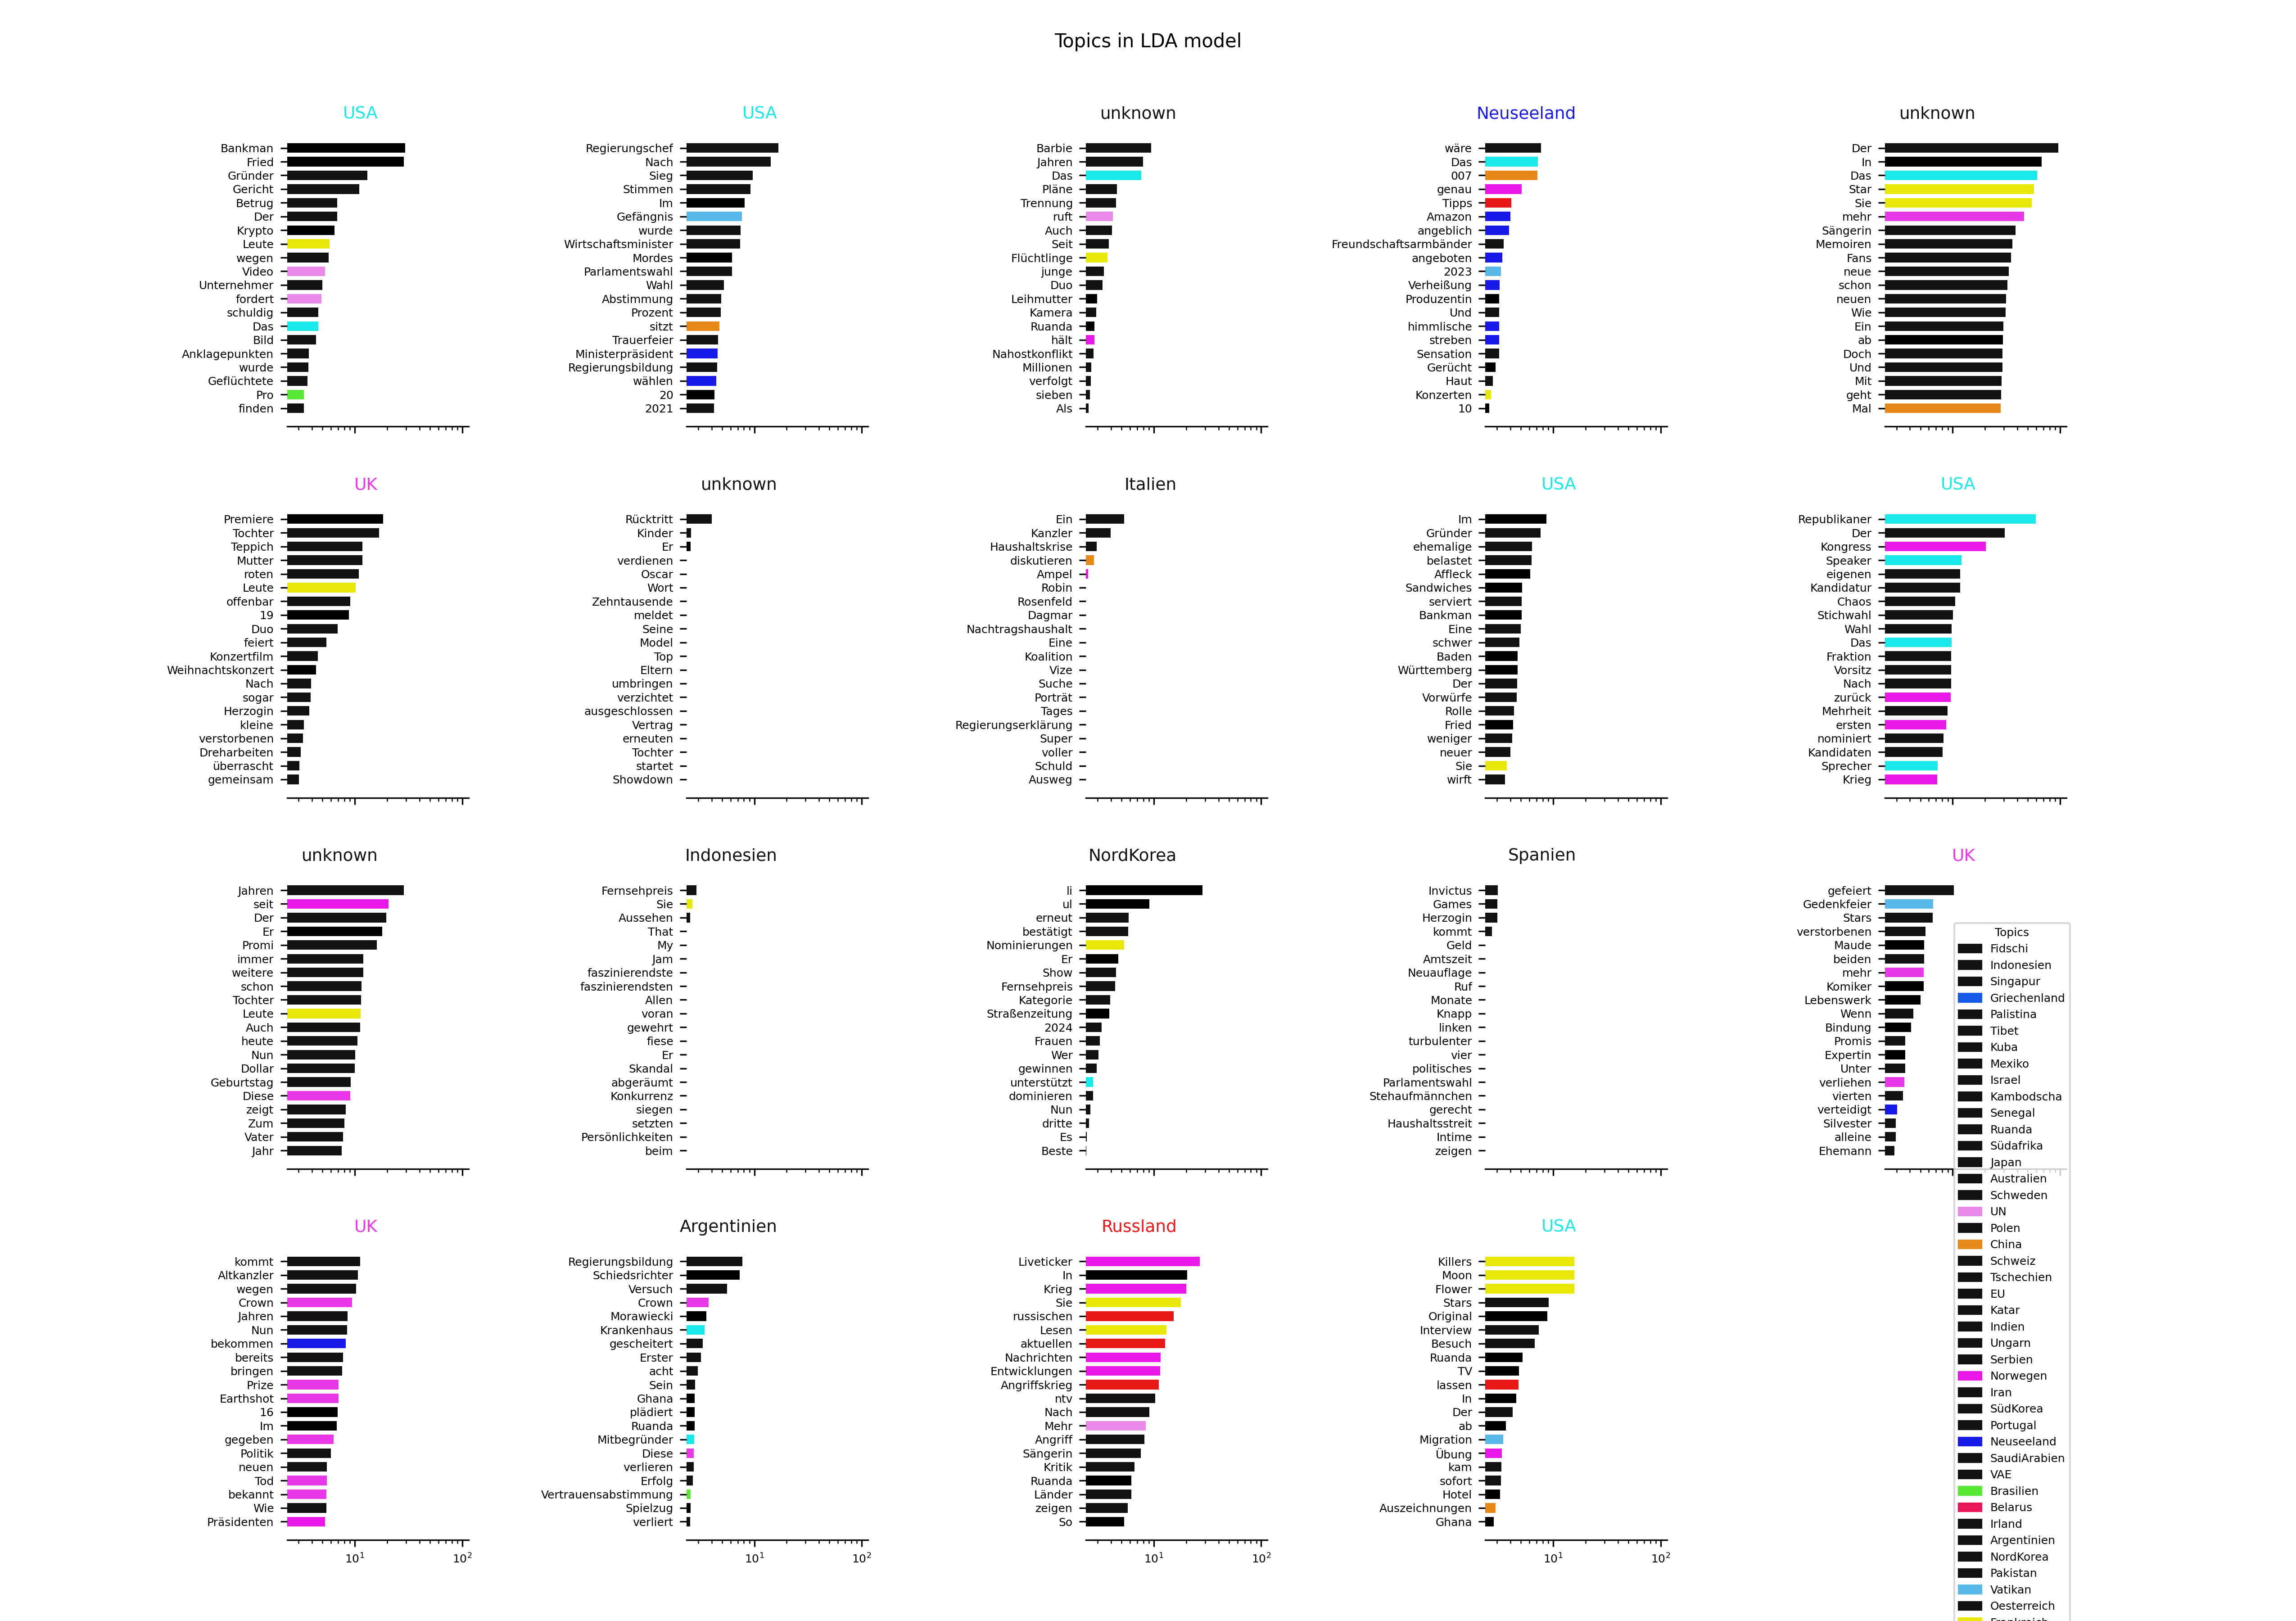 Topics in LDA model
USA
Bankman
Fried
Gründer
Gericht
Betrug
Der
Krypto
Leute
wegen
Video
Unternehmer
fordert
schuldig
Das
Bild
Anklagepunkten
wurde
Geflüchtete
Pro
finden
USA
Regierungschef
Nach
Sieg
Stimmen
Im
Gefängnis
wurde
Wirtschaftsminister
Mordes
Parlamentswahl
Wahl
Abstimmung
Prozent
sitzt
Trauerfeier
Ministerpräsident
Regierungsbildung
wählen
20
2021
unknown
Barbie
Jahren
Das
Pläne
Trennung
ruft
Auch
Seit
Flüchtlinge
junge
Duo
Leihmutter
Kamera
Ruanda
hält
Nahostkonflikt
Millionen
verfolgt
sieben
Als
Neuseeland
wäre
Das
007
genau
Tipps
Amazon
angeblich
Freundschaftsarmbänder
angeboten
2023
Verheißung
Produzentin
Und
himmlische
streben
Sensation
Gerücht
Haut
Konzerten
10
unknown
Der
In
Das
Star
Sie
mehr
Sängerin
Memoiren
Fans
neue
schon
neuen
Wie
Ein
ab
Doch
Und
Mit
geht
Mal
UK
Premiere
Tochter
Teppich
Mutter
roten
Leute
offenbar
19
Duo
feiert
Konzertfilm
Weihnachtskonzert
Nach
sogar
Herzogin
kleine
verstorbenen
Dreharbeiten
überrascht
gemeinsam
unknown
Rücktritt
Kinder
Er
verdienen
Oscar
Wort
Zehntausende
meldet
Seine
Model
Top
Eltern
umbringen
verzichtet
ausgeschlossen
Vertrag
erneuten
Tochter
startet
Showdown
Italien
Ein
Kanzler
Haushaltskrise
diskutieren
Ampel
Robin
Rosenfeld
Dagmar
Nachtragshaushalt
Eine
Koalition
Vize
Suche
Porträt
Tages
Regierungserklärung
Super
voller
Schuld
Ausweg
USA
Im
Gründer
ehemalige
belastet
Affleck
Sandwiches
serviert
Bankman
Eine
schwer
Baden
Württemberg
Der
Vorwürfe
Rolle
Fried
weniger
neuer
Sie
wirft
USA
Republikaner
Der
Kongress
Speaker
eigenen
Kandidatur
Chaos
Stichwahl
Wahl
Das
Fraktion
Vorsitz
Nach
zurück
Mehrheit
ersten
nominiert
Kandidaten
Sprecher
Krieg
unknown
Jahren
seit
Der
Er
Promi
immer
weitere
schon
Tochter
Leute
Auch
heute
Nun
Dollar
Geburtstag
Diese
zeigt
Zum
Vater
Jahr
Indonesien
Fernsehpreis
Sie
Aussehen
That
My
Jam
faszinierendste
faszinierendsten
Allen
voran
gewehrt
fiese
Er
Skandal
abgeräumt
Konkurrenz
siegen
setzten
Persönlichkeiten
beim
NordKorea
li
ul
erneut
bestätigt
Nominierungen
Er
Show
Fernsehpreis
Kategorie
Straßenzeitung
2024
Frauen
Wer
gewinnen
unterstützt
dominieren
Nun
dritte
Es
Beste
Spanien
Invictus
Games
Herzogin
kommt
Geld
Amtszeit
Neuauflage
Ruf
Monate
Knapp
linken
turbulenter
vier
politisches
Parlamentswahl
Stehaufmännchen
gerecht
Haushaltsstreit
Intime
zeigen
UK
gefeiert
Gedenkfeier
Stars
verstorbenen
Maude
beiden
mehr
Komiker
Lebenswerk
Wenn
Bindung
Promis
Expertin
Unter
verliehen
vierten
verteidigt
Silvester
alleine
Ehemann
UK
kommt
Altkanzler
wegen
Crown
Jahren
Nun
bekommen
bereits
bringen
Prize
Earthshot
16
Im
gegeben
Politik
neuen
Tod
bekannt
Wie
Präsidenten
10^1
10^2
Argentinien
Regierungsbildung
Schiedsrichter
Versuch
Crown
Morawiecki
Krankenhaus
gescheitert
Erster
acht
Sein
Ghana
plädiert
Ruanda
Mitbegründer
Diese
verlieren
Erfolg
Vertrauensabstimmung
Spielzug
verliert
10^1
10^2
Russland
Liveticker
In
Krieg
Sie
russischen
Lesen
aktuellen
Nachrichten
Entwicklungen
Angriffskrieg
ntv
Nach
Mehr
Angriff
Sängerin
Kritik
Ruanda
Länder
zeigen
So
10^1
10^2
USA
Killers
Moon
Flower
Stars
Original
Interview
Besuch
Ruanda
TV
lassen
In
Der
ab
Migration
Übung
kam
sofort
Hotel
Auszeichnungen
Ghana
10^1
10^2
Topics
Fidschi
Indonesien
Singapur
Griechenland
Palistina
Tibet
Kuba
Mexiko
Israel
Kambodscha
Senegal
Ruanda
Südafrika
Japan
Australien
Schweden
UN
Polen
China
Schweiz
Tschechien
EU
Katar
Indien
Ungarn
Serbien
Norwegen
Iran
SüdKorea
Portugal
Neuseeland
SaudiArabien
VAE
Brasilien
Belarus
Irland
Argentinien
NordKorea
Pakistan
Vatikan
Oesterreich